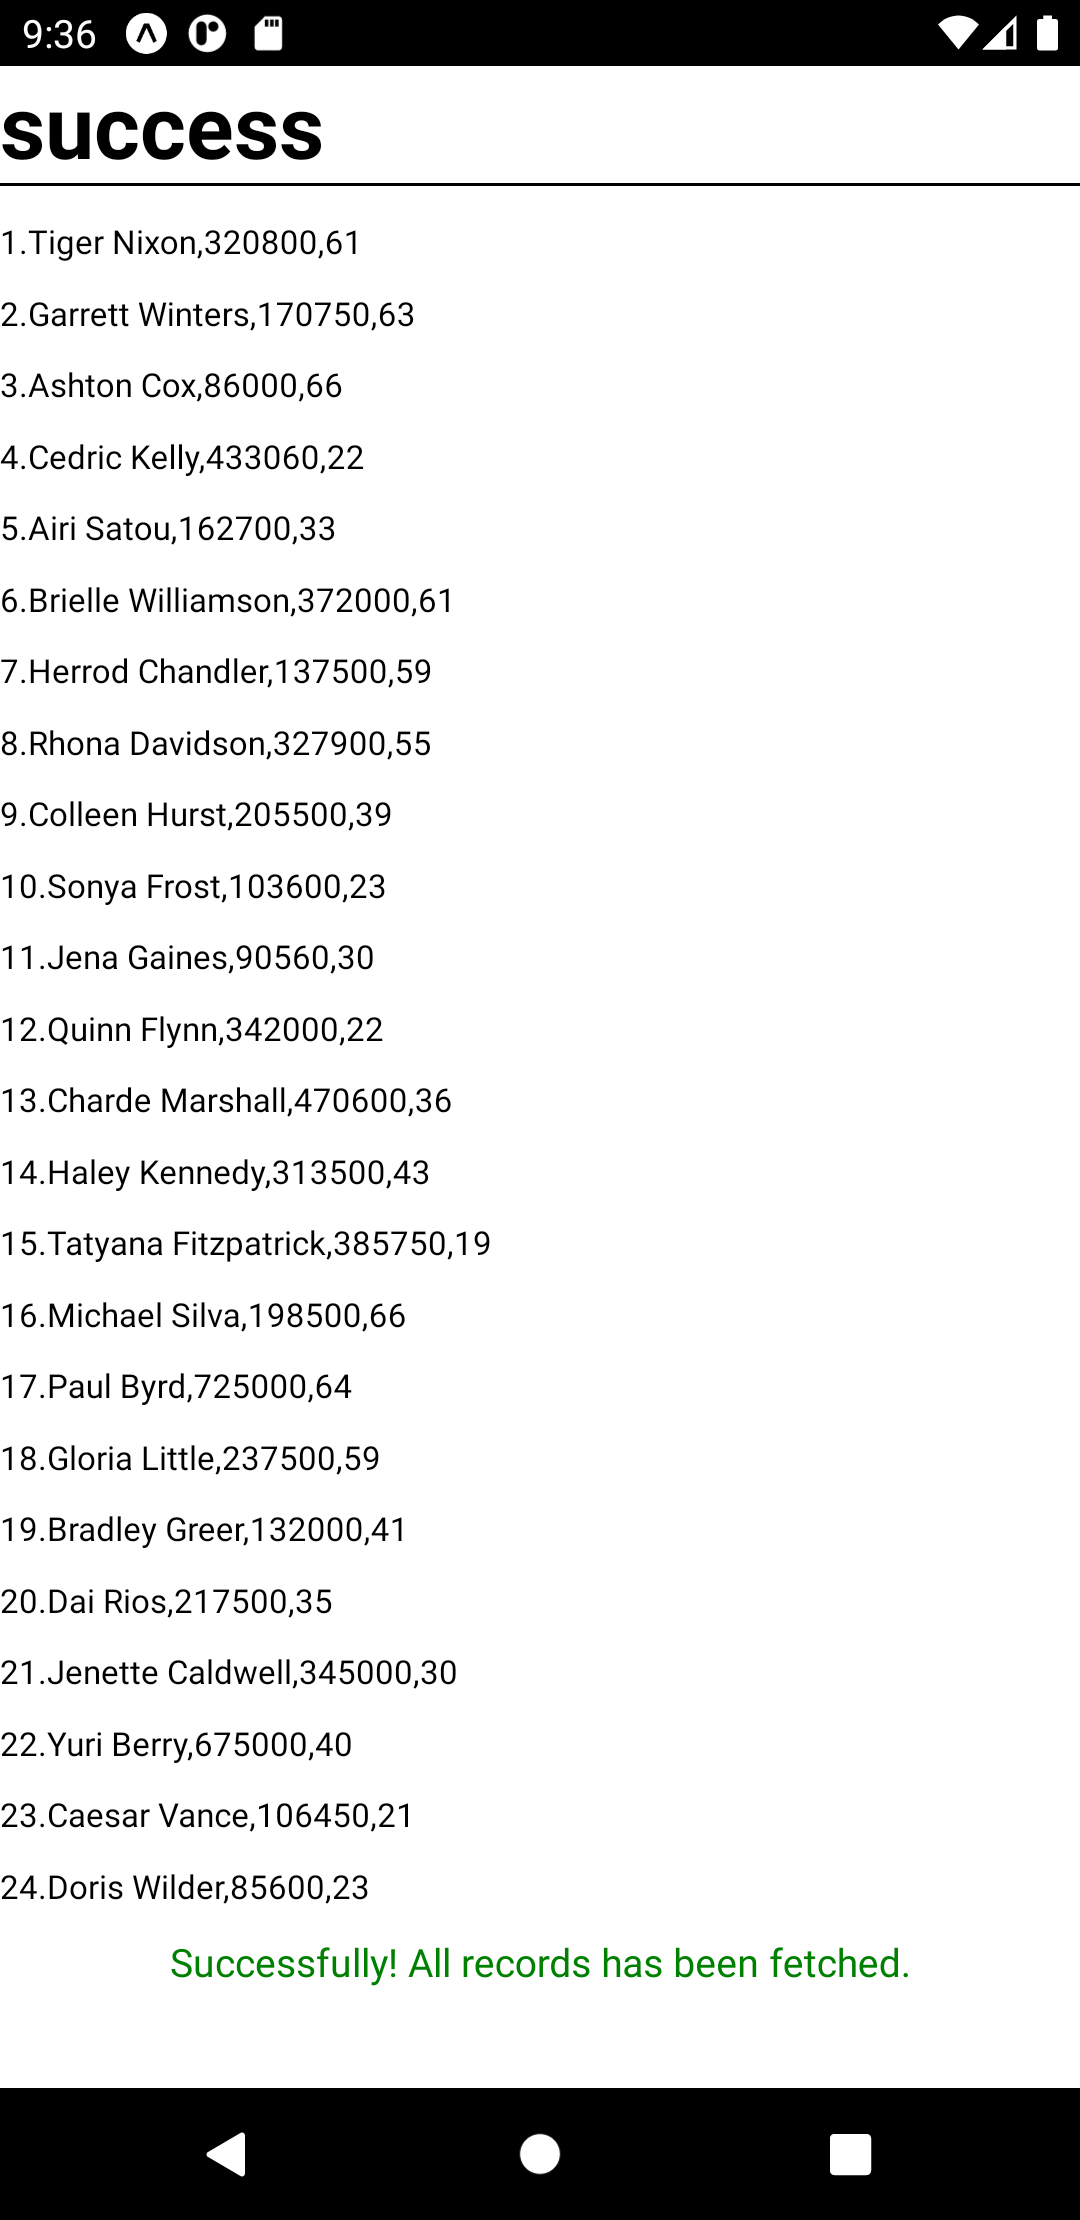 9:36
success
1.Tiger Nixon,320800,61
2.Garrett Winters,170750,63
3.Ashton Cox,86000,66
4.Cedric Kelly,433060,22
5.Airi Satou,162700,33
6.Brielle Williamson,372000,61
7.Herrod Chandler,137500,59
8.Rhona Davidson,327900,55
9.Colleen Hurst,205500,39
10.Sonya Frost,103600,23
11.Jena Gaines,90560,30
12.Quinn Flynn,342000,22
13.Charde Marshall,470600,36
14.Haley Kennedy,313500,43
15.Tatyana Fitzpatrick,385750,19
16.Michael Silva,198500,66
17.Paul Byrd,725000,64
18.Gloria Little,237500,59
19.Bradley Greer,132000,41
20.Dai Rios,217500,35
21.Jenette Caldwell,345000,30
22.Yuri Berry,675000,40
23.Caesar Vance,106450,21
24.Doris Wilder,85600,23
Successfully! All records has been fetched.